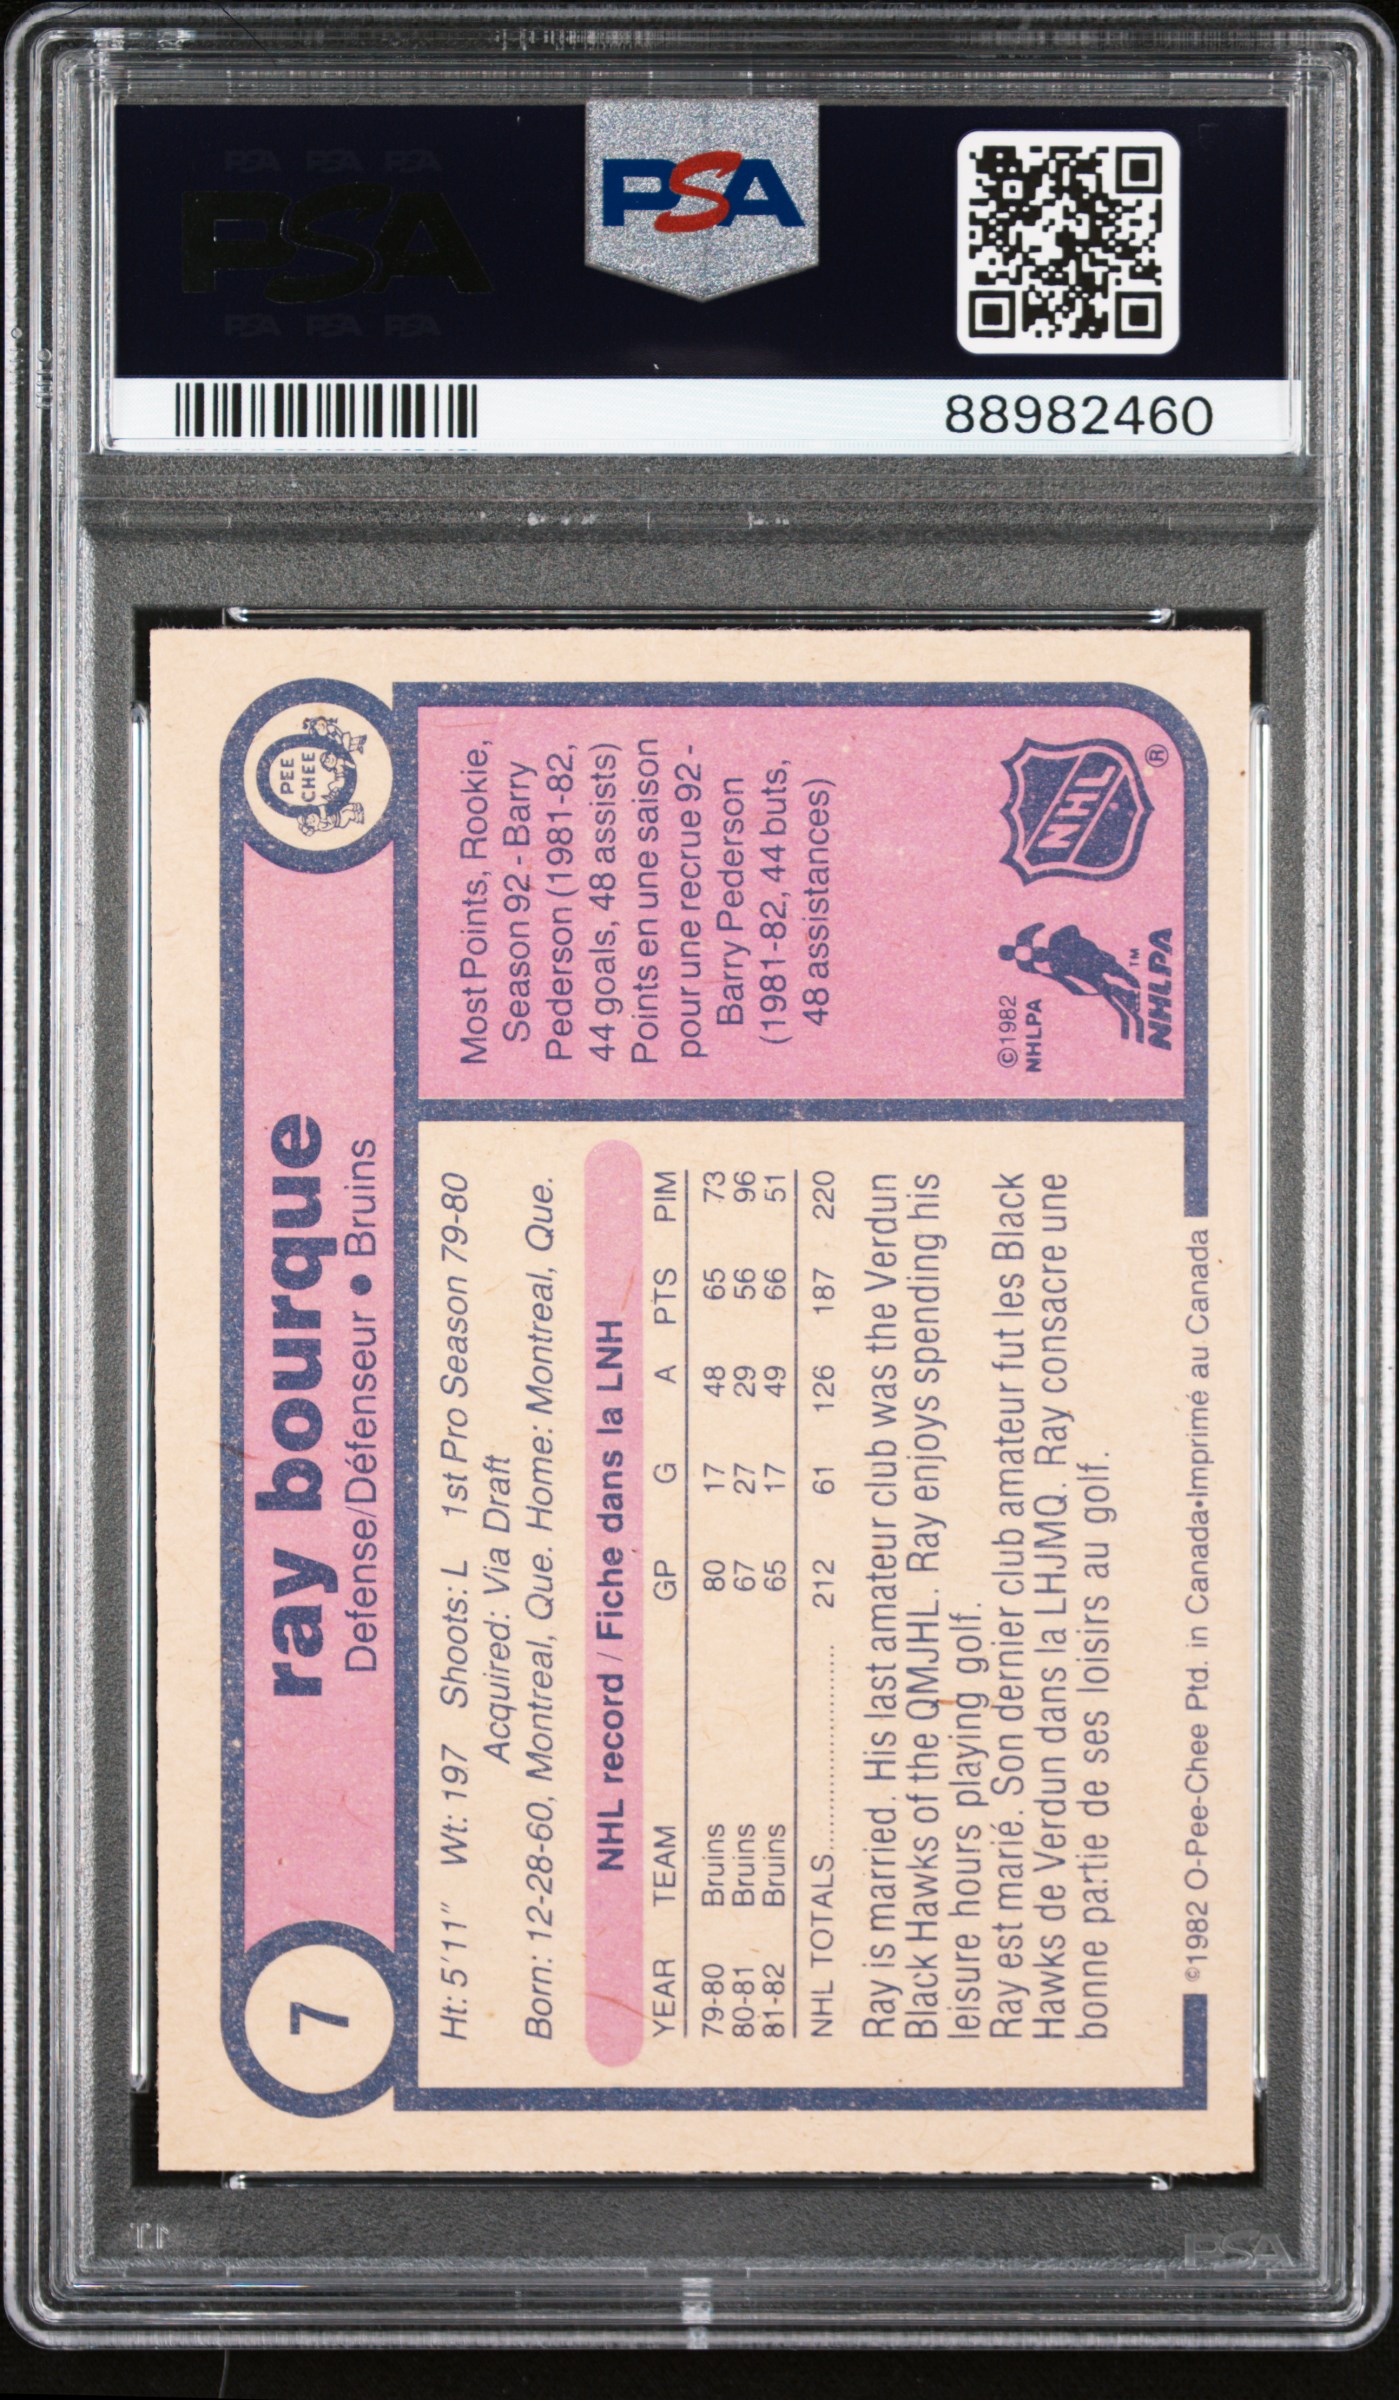 PSA PSA PSA
PSA
PSA PSA PSA
PSA
88982460
7
ray bourque
Defense/Défenseur • Bruins
O
PEE
CHEE
Ht: 5'11" Wt: 197 Shoots: L 1st Pro Season 79-80
Acquired: Via Draft
Born: 12-28-60, Montreal, Que. Home: Montreal, Que.
NHL record / Fiche dans la LNH
YEAR TEAM GP G A PTS PIM
79-80 Bruins 80 17 48 65 73
80-81 Bruins 67 27 29 56 96
81-82 Bruins 65 17 49 66 51
NHL TOTALS.................... 212 61 126 187 220
Ray is married. His last amateur club was the Verdun
Black Hawks of the QMJHL. Ray enjoys spending his
leisure hours playing golf.
Ray est marié. Son dernier club amateur fut les Black
Hawks de Verdun dans la LHJMQ. Ray consacre une
bonne partie de ses loisirs au golf.
Most Points, Rookie,
Season 92 - Barry
Pederson (1981-82,
44 goals, 48 assists)
Points en une saison
pour une recrue 92 -
Barry Pederson
(1981-82, 44 buts,
48 assistances)
©1982
NHLPA
NHLPA™
NHL®
©1982 O-Pee-Chee Ptd. in Canada•Imprimé au Canada
PSA